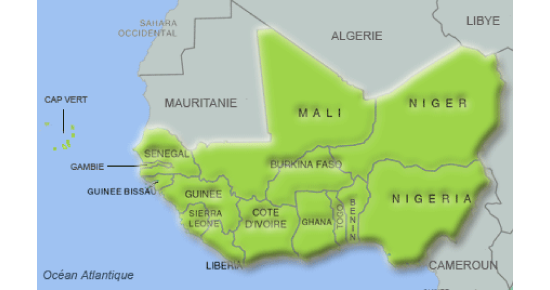 LIBYE
SAHARA
OCCIDENTAL
ALGERIE
CAP VERT
MAURITANIE
MALI
NIGER
SENEGAL
GAMBIE
BURKINA FASO
GUINEE BISSAU
GUINEE
NIGERIA
SIERRA
LEONE
COTE
D'IVOIRE
GHANA
TOGO
BENIN
LIBERIA
CAMEROUN
Océan Atlantique